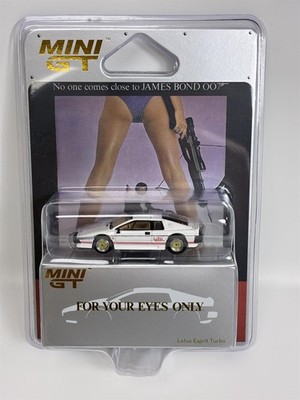 MINI
GT
No one comes close to JAMES BOND 007
MINI
GT
FOR YOUR EYES ONLY
Lotus Esprit Turbo